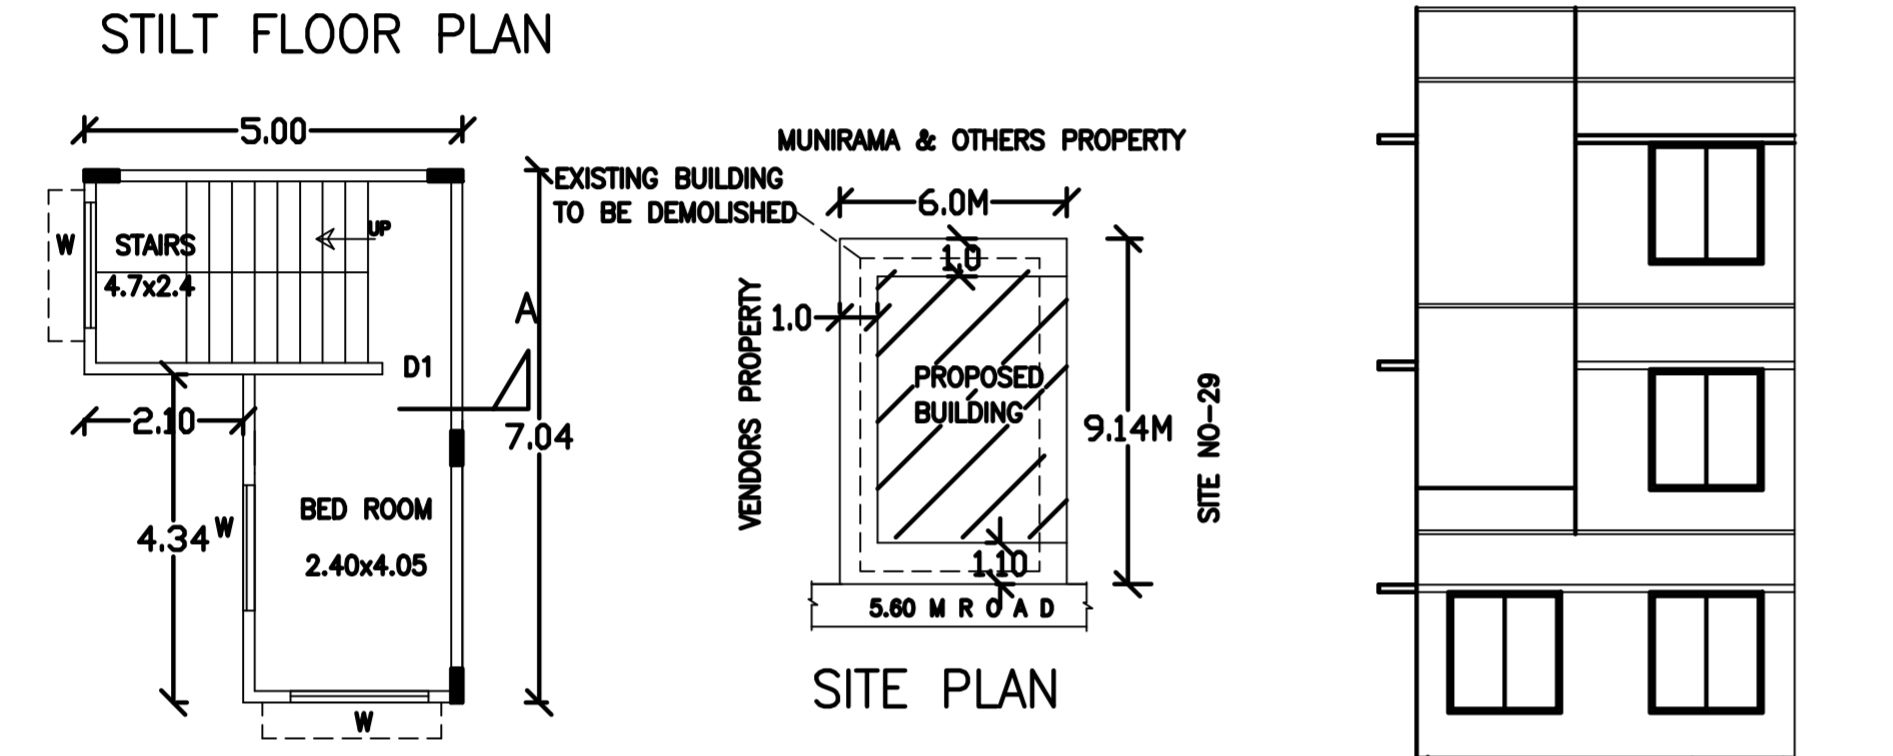 STILT FLOOR PLAN
5.00
W
STAIRS
4.7x2.4
UP
A
D1
2.10
7.04
4.34
W
BED ROOM
2.40x4.05
W
MUNIRAMA & OTHERS PROPERTY
EXISTING BUILDING
TO BE DEMOLISHED
6.0M
1.0
1.0
VENDORS PROPERTY
PROPOSED
BUILDING
9.14M
SITE NO-29
1.10
5.60 M R O A D
SITE PLAN